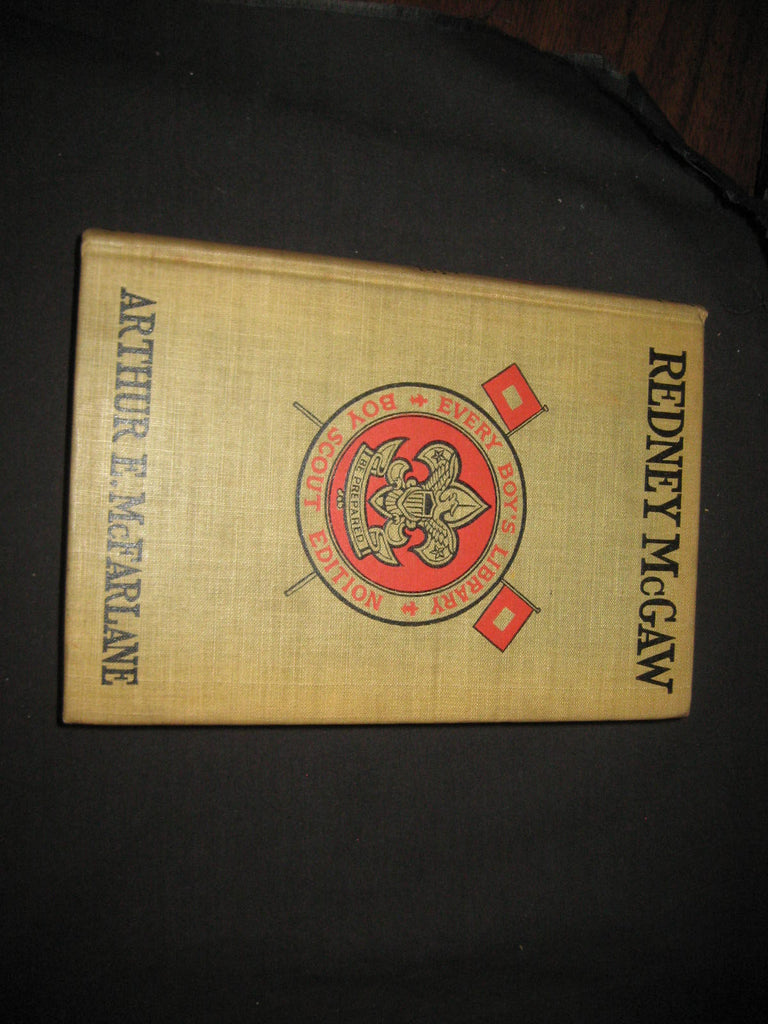 REDNEY McGAW
EVERY BOY'S LIBRARY
BOY SCOUT EDITION
BE PREPARED
ARTHUR E. McFARLANE